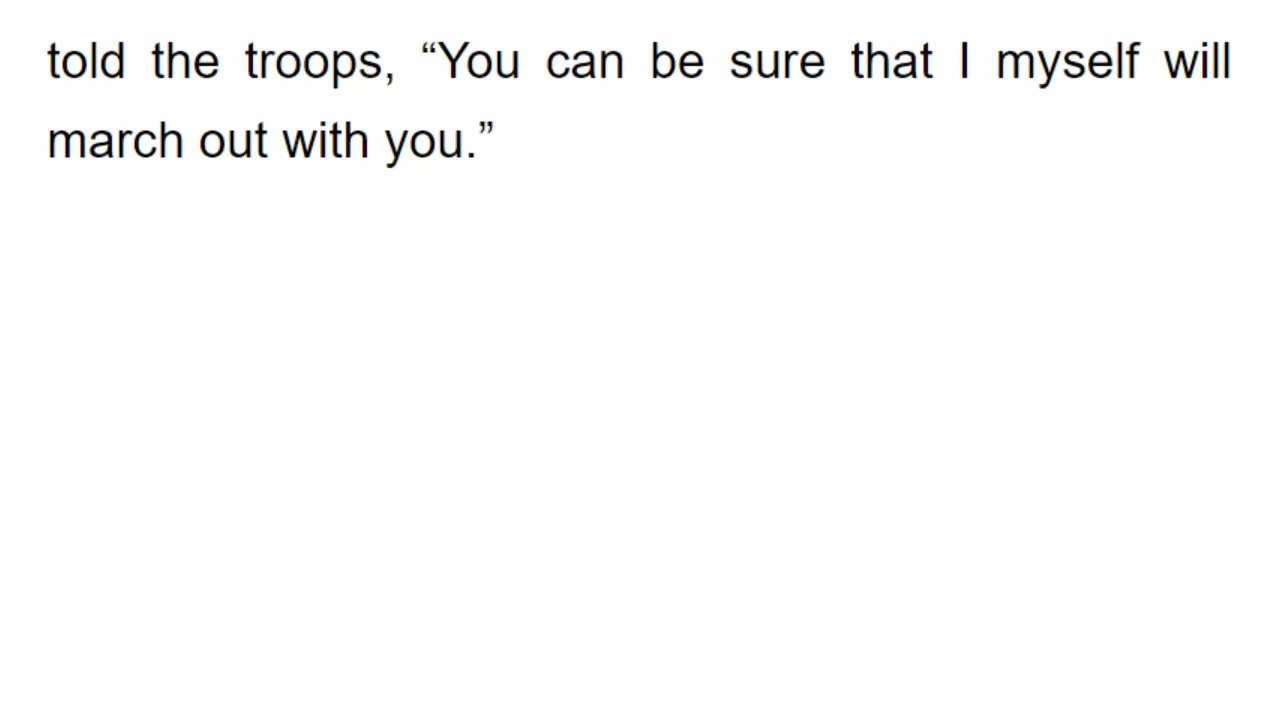 told the troops, “You can be sure that I myself will
march out with you.”